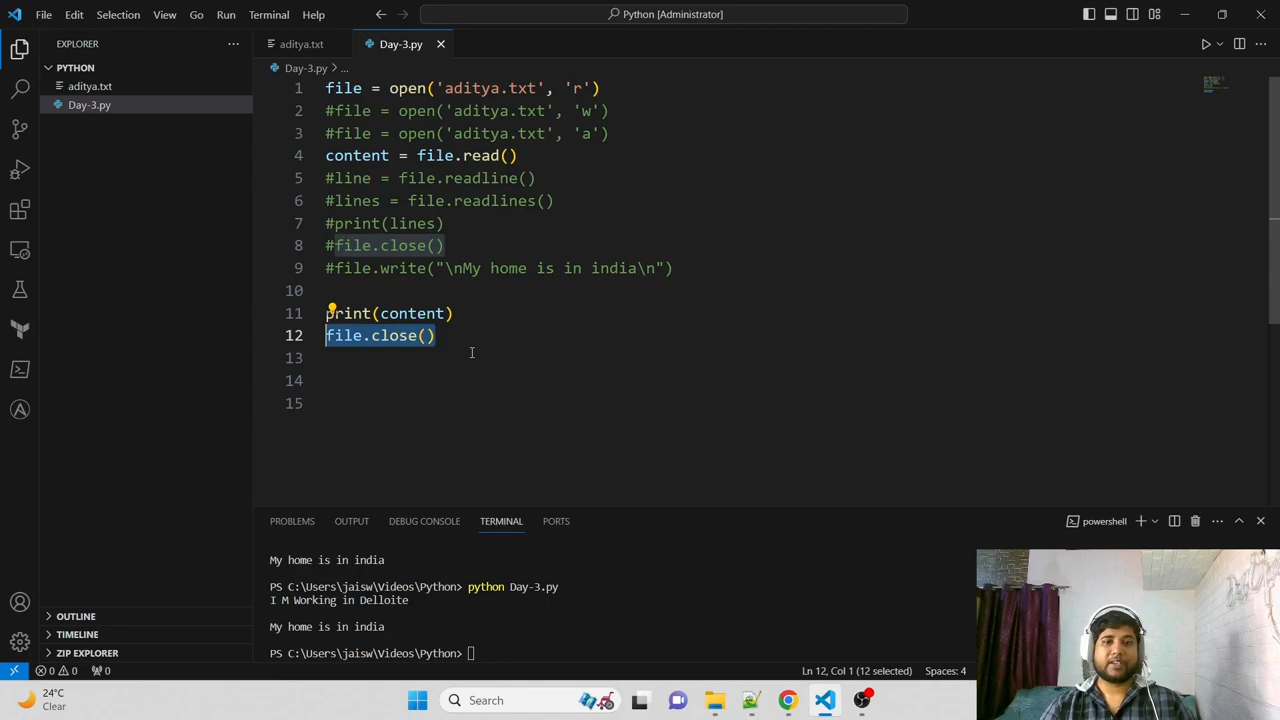 File Edit Selection View Go Run Terminal Help
Python [Administrator]
EXPLORER
aditya.txt
Day-3.py
PYTHON
aditya.txt
Day-3.py
Day-3.py > ...
1 file = open('aditya.txt', 'r')
2 #file = open('aditya.txt', 'w')
3 #file = open('aditya.txt', 'a')
4 content = file.read()
5 #line = file.readline()
6 #lines = file.readlines()
7 #print(lines)
8 #file.close()
9 #file.write("\nMy home is in india\n")
10
11 print(content)
12 file.close()
13
14
15
PROBLEMS OUTPUT DEBUG CONSOLE TERMINAL PORTS
powershell
My home is in india
PS C:\Users\jaisw\Videos\Python> python Day-3.py
I M Working in Delloite
My home is in india
PS C:\Users\jaisw\Videos\Python>
OUTLINE
TIMELINE
ZIP EXPLORER
0 0 0
Ln 12, Col 1 (12 selected) Spaces: 4
24°C
Clear
Search